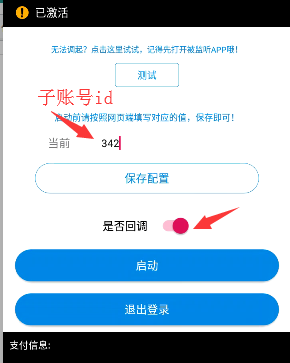 已激活
无法调起？点击这里试试，记得先打开被监听APP哦！
测试
子账号id
启动前请按照网页端填写对应的值，保存即可！
当前 342
保存配置
是否回调
启动
退出登录
支付信息: